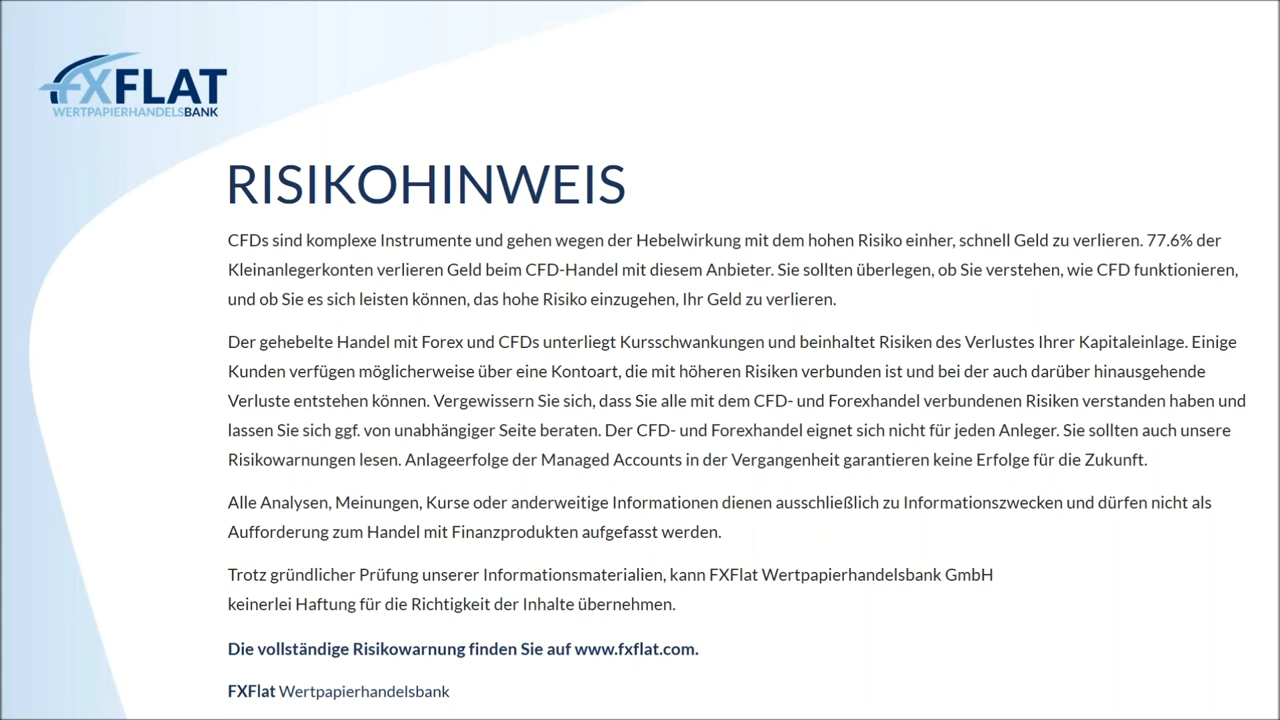 FXFLAT
WERTPAPIERHANDELSBANK
RISIKOHINWEIS
CFDs sind komplexe Instrumente und gehen wegen der Hebelwirkung mit dem hohen Risiko einher, schnell Geld zu verlieren. 77.6% der
Kleinanlegerkonten verlieren Geld beim CFD-Handel mit diesem Anbieter. Sie sollten überlegen, ob Sie verstehen, wie CFD funktionieren,
und ob Sie es sich leisten können, das hohe Risiko einzugehen, Ihr Geld zu verlieren.
Der gehebelte Handel mit Forex und CFDs unterliegt Kursschwankungen und beinhaltet Risiken des Verlustes Ihrer Kapitaleinlage. Einige
Kunden verfügen möglicherweise über eine Kontoart, die mit höheren Risiken verbunden ist und bei der auch darüber hinausgehende
Verluste entstehen können. Vergewissern Sie sich, dass Sie alle mit dem CFD- und Forexhandel verbundenen Risiken verstanden haben und
lassen Sie sich ggf. von unabhängiger Seite beraten. Der CFD- und Forexhandel eignet sich nicht für jeden Anleger. Sie sollten auch unsere
Risikowarnungen lesen. Anlageerfolge der Managed Accounts in der Vergangenheit garantieren keine Erfolge für die Zukunft.
Alle Analysen, Meinungen, Kurse oder anderweitige Informationen dienen ausschließlich zu Informationszwecken und dürfen nicht als
Aufforderung zum Handel mit Finanzprodukten aufgefasst werden.
Trotz gründlicher Prüfung unserer Informationsmaterialien, kann FXFlat Wertpapierhandelsbank GmbH
keinerlei Haftung für die Richtigkeit der Inhalte übernehmen.
Die vollständige Risikowarnung finden Sie auf www.fxflat.com.
FXFlat Wertpapierhandelsbank